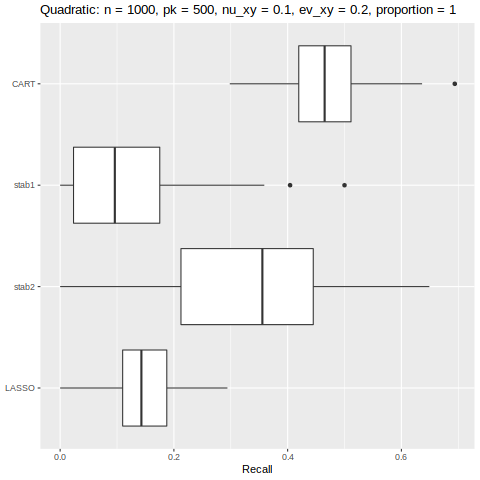 Quadratic: n = 1000, pk = 500, nu_xy = 0.1, ev_xy = 0.2, proportion = 1
CART
stab1
stab2
LASSO
0.0 0.2 0.4 0.6
Recall